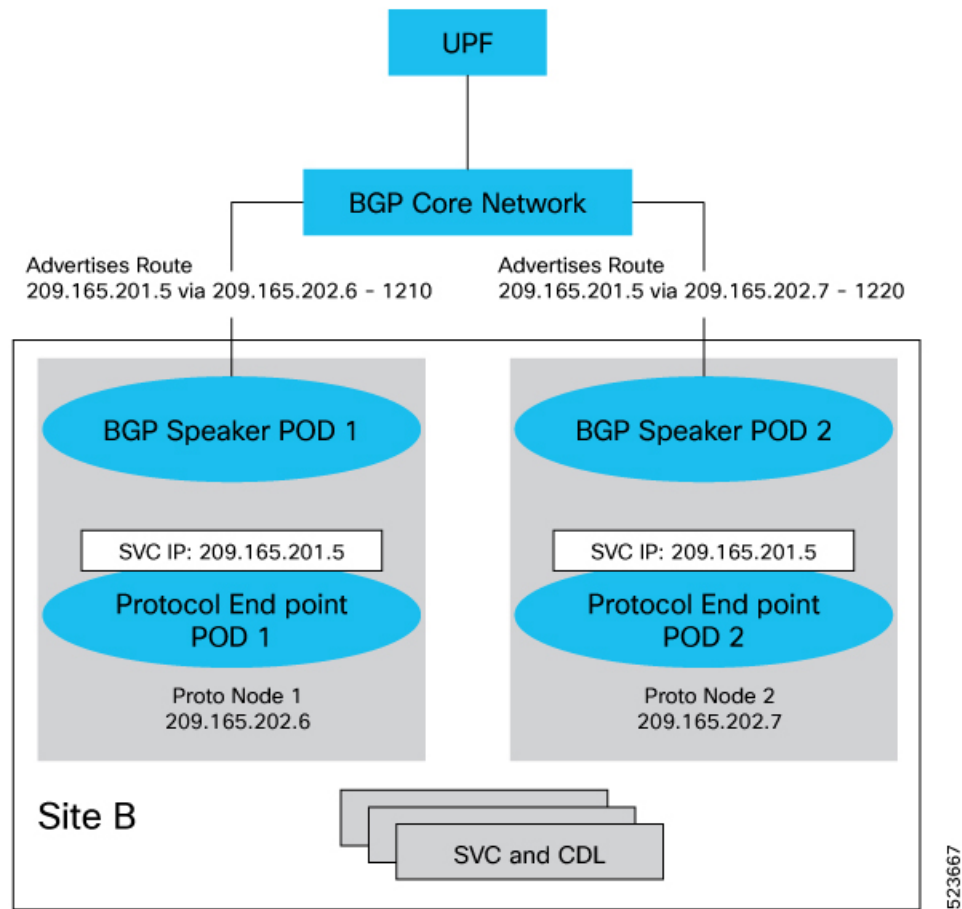 UPF
BGP Core Network
Advertises Route
209.165.201.5 via 209.165.202.6 - 1210
Advertises Route
209.165.201.5 via 209.165.202.7 - 1220
BGP Speaker POD 1
SVC IP: 209.165.201.5
Protocol End point
POD 1
Proto Node 1
209.165.202.6
BGP Speaker POD 2
SVC IP: 209.165.201.5
Protocol End point
POD 2
Proto Node 2
209.165.202.7
Site B
SVC and CDL
523667